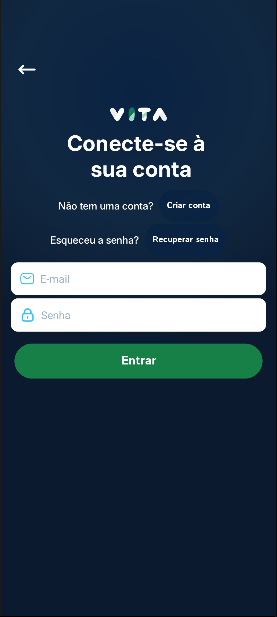 VITA
Conecte-se à
sua conta
Não tem uma conta? Criar conta
Esqueceu a senha? Recuperar senha
E-mail
Senha
Entrar